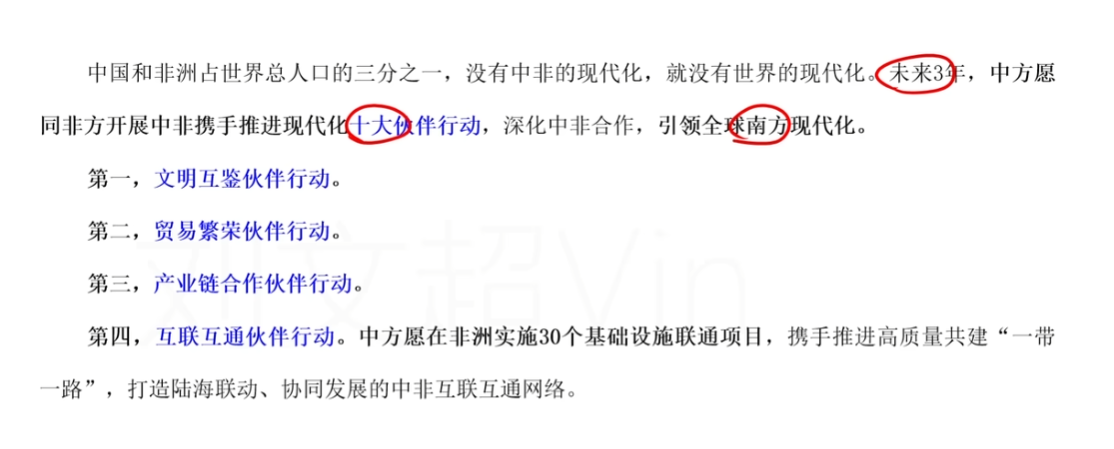 中国和非洲占世界总人口的三分之一，没有中非的现代化，就没有世界的现代化。未来3年，中方愿
同非方开展中非携手推进现代化十大伙伴行动，深化中非合作，引领全球南方现代化。
第一，文明互鉴伙伴行动。
第二，贸易繁荣伙伴行动。
第三，产业链合作伙伴行动。
第四，互联互通伙伴行动。中方愿在非洲实施30个基础设施联通项目，携手推进高质量共建“一带
一路”，打造陆海联动、协同发展的中非互联互通网络。
刘文超Vin